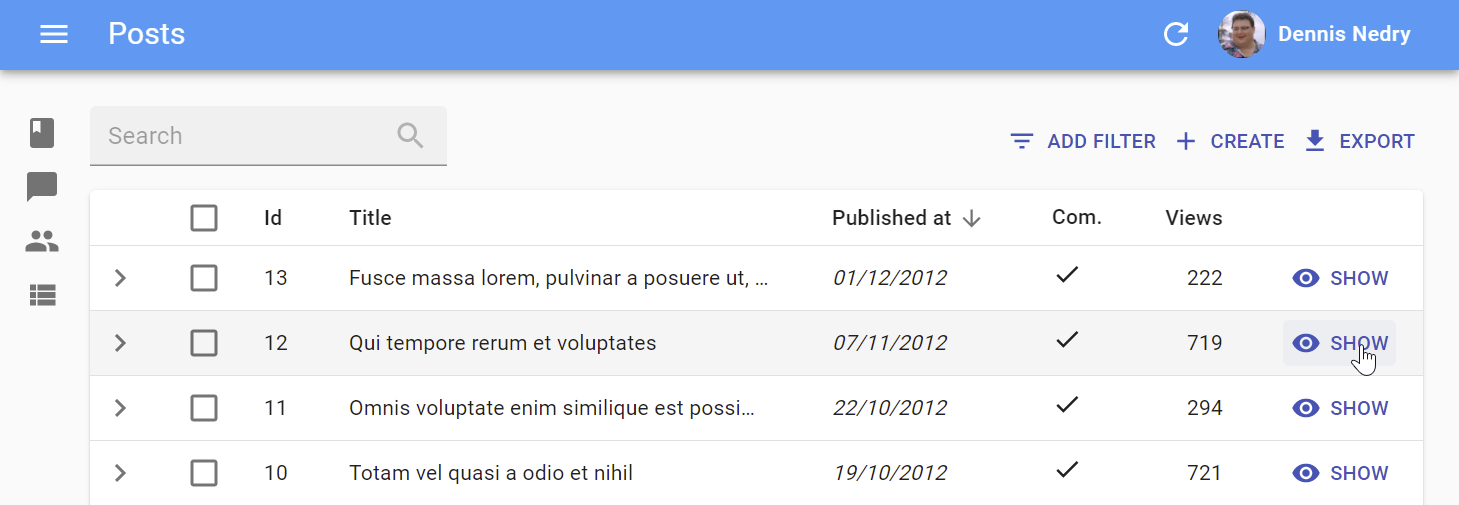 Posts Dennis Nedry
Search
ADD FILTER CREATE EXPORT
Id Title Published at Com. Views
13 Fusce massa lorem, pulvinar a posuere ut, ... 01/12/2012 222 SHOW
12 Qui tempore rerum et voluptates 07/11/2012 719 SHOW
11 Omnis voluptate enim similique est possi... 22/10/2012 294 SHOW
10 Totam vel quasi a odio et nihil 19/10/2012 721 SHOW